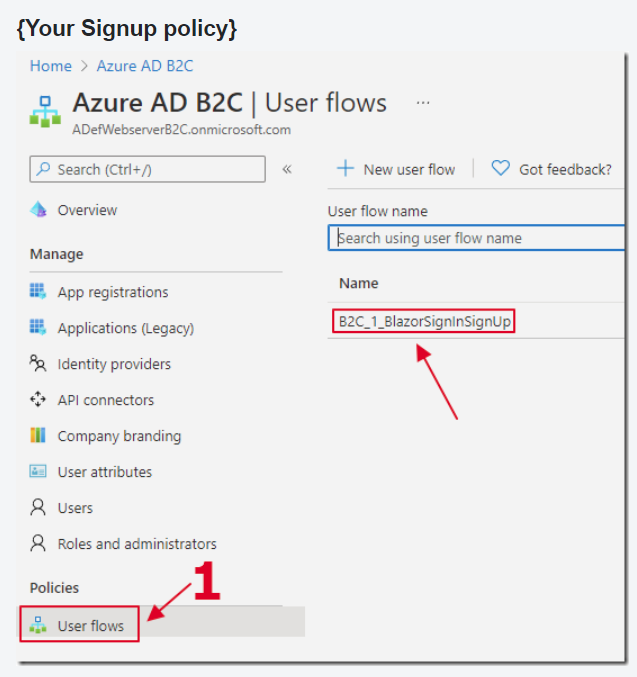 {Your Signup policy}
Home > Azure AD B2C
Azure AD B2C | User flows ...
ADefWebserverB2C.onmicrosoft.com
Search (Ctrl+/) «
Overview
Manage
App registrations
Applications (Legacy)
Identity providers
API connectors
Company branding
User attributes
Users
Roles and administrators
Policies
User flows
1
+ New user flow | Got feedback?
User flow name
Search using user flow name
Name
B2C_1_BlazorSignInSignUp